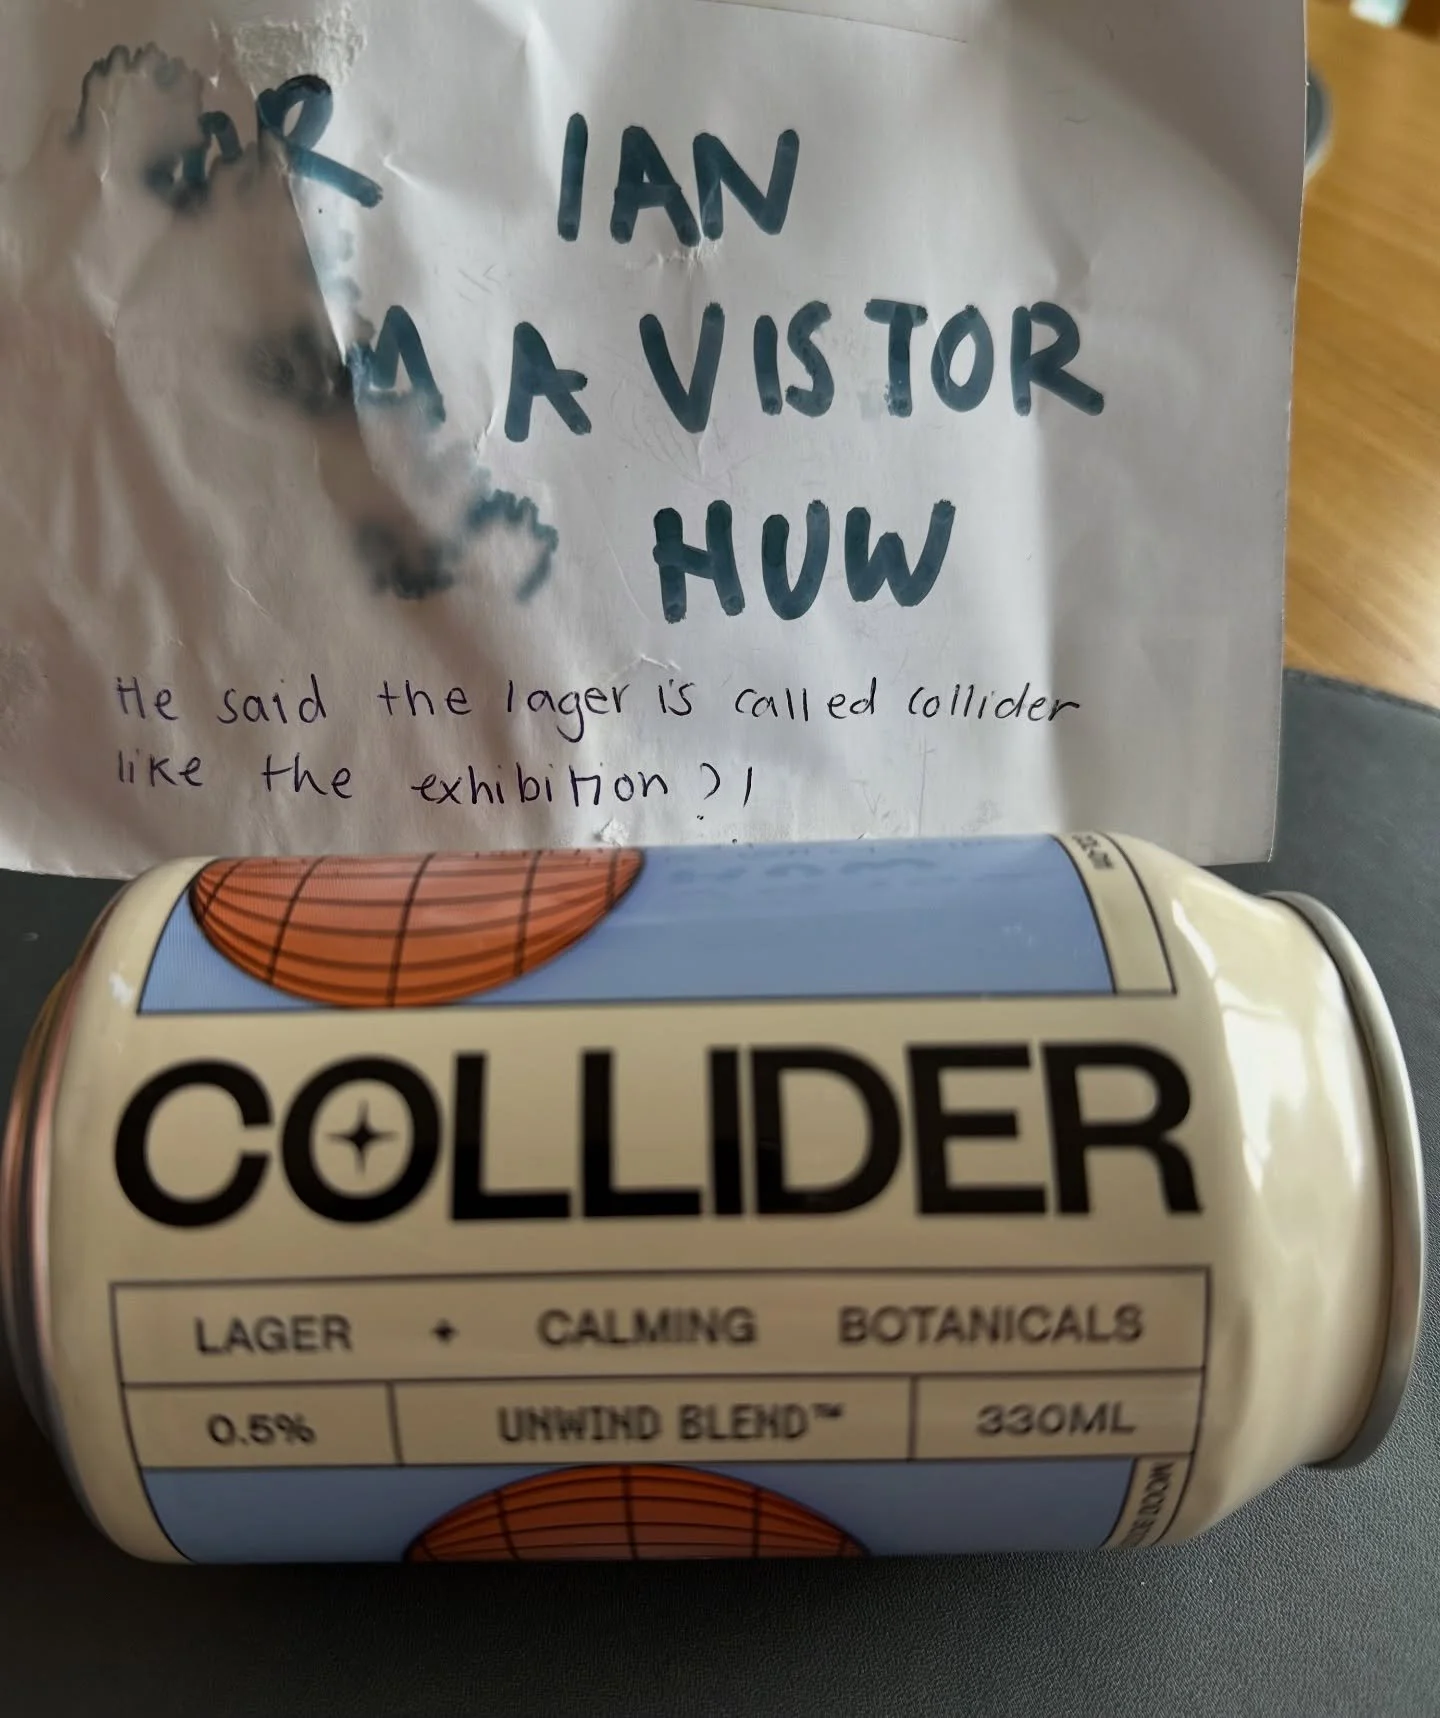 IAN
A VISTOR
HUW
He said the lager is called collider
like the exhibition ?!
COLLIDER
LAGER + CALMING BOTANICALS
0.5% UNWIND BLEND™ 330ML